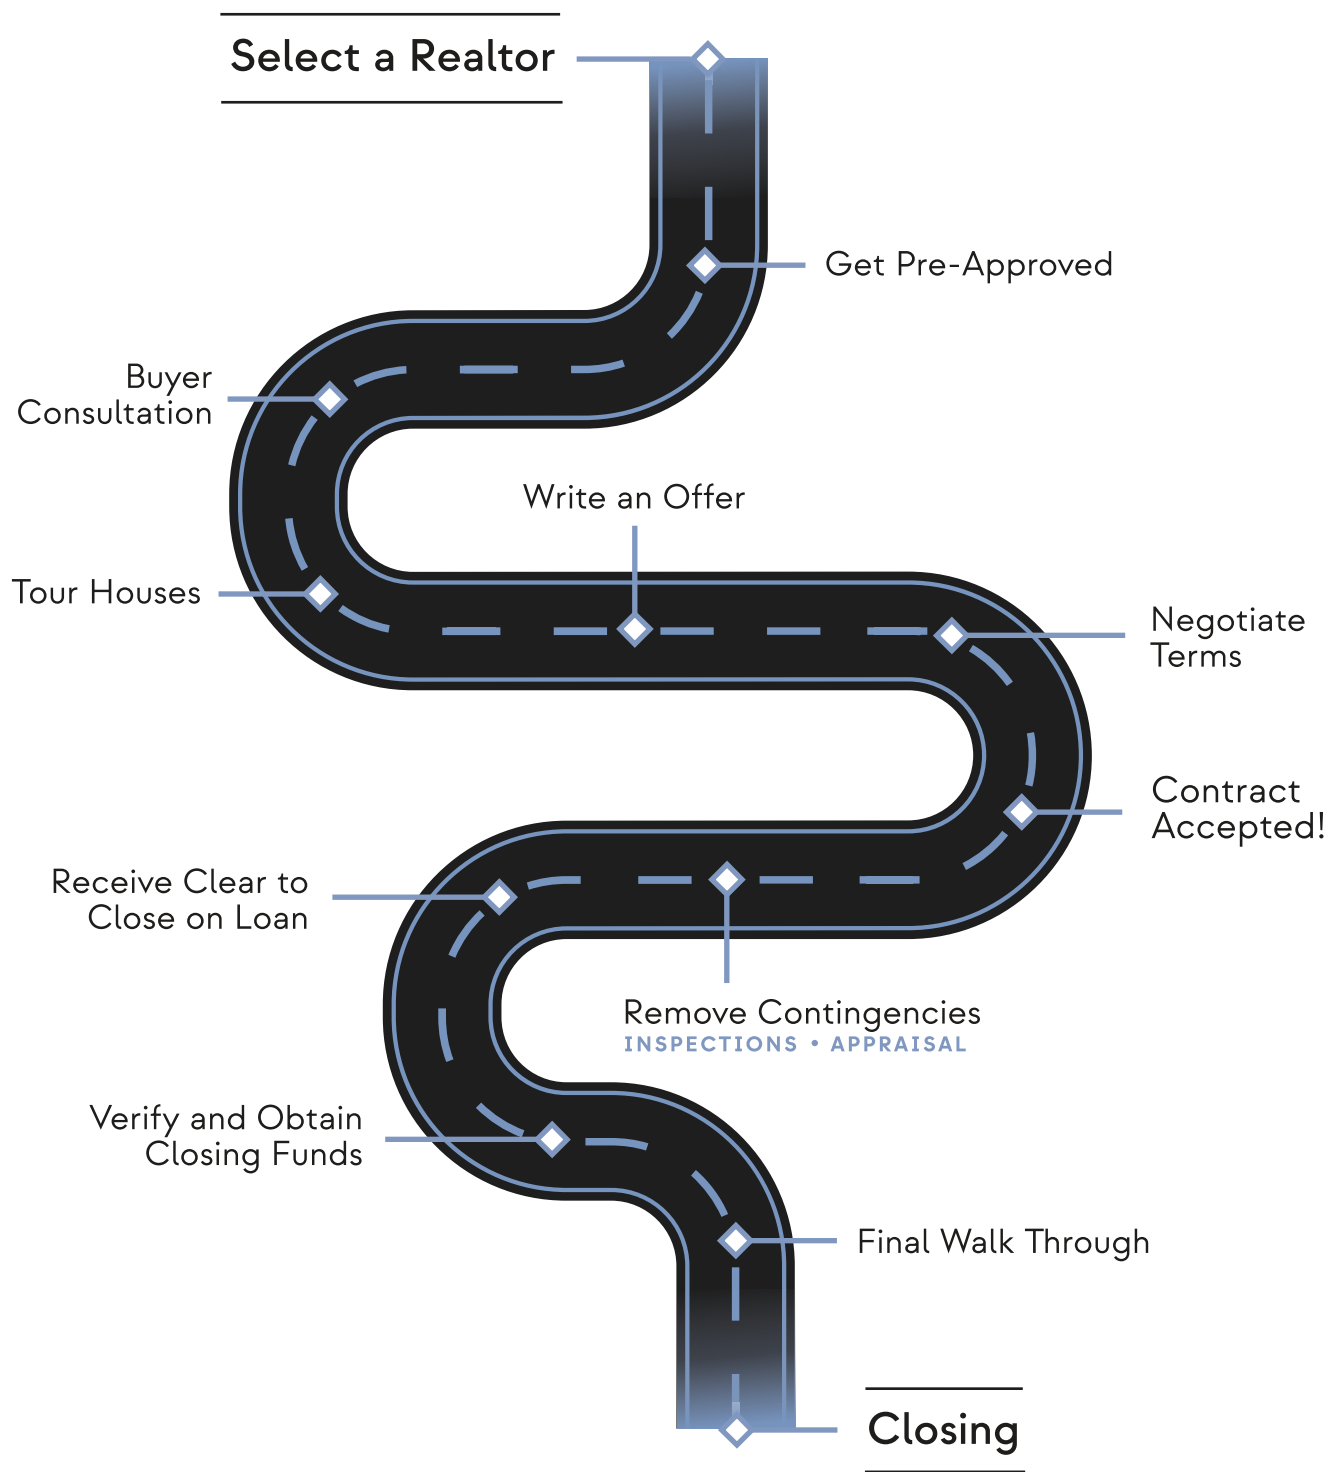 Select a Realtor
Get Pre-Approved
Buyer
Consultation
Tour Houses
Write an Offer
Negotiate
Terms
Contract
Accepted!
Remove Contingencies
INSPECTIONS • APPRAISAL
Receive Clear to
Close on Loan
Verify and Obtain
Closing Funds
Final Walk Through
Closing